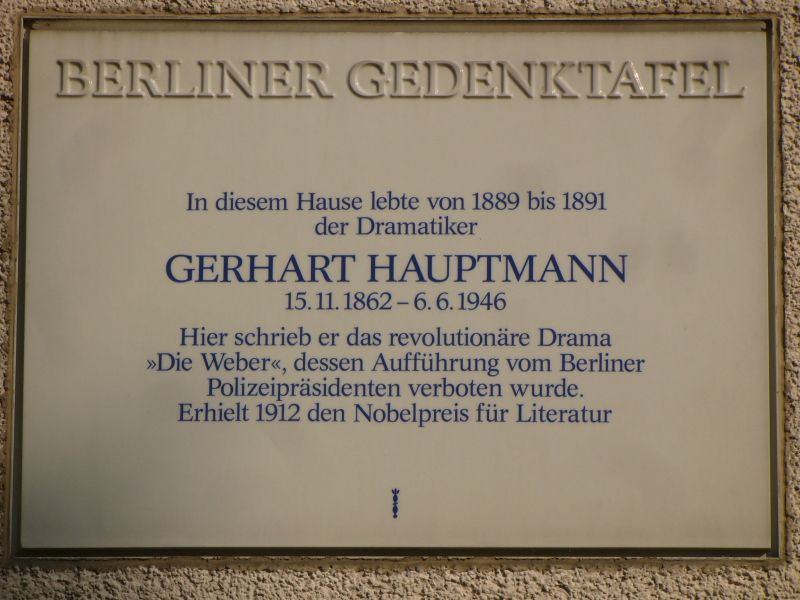 BERLINER GEDENKTAFEL
In diesem Hause lebte von 1889 bis 1891
der Dramatiker
GERHART HAUPTMANN
15. 11. 1862 – 6. 6. 1946
Hier schrieb er das revolutionäre Drama
»Die Weber«, dessen Aufführung vom Berliner
Polizeipräsidenten verboten wurde.
Erhielt 1912 den Nobelpreis für Literatur